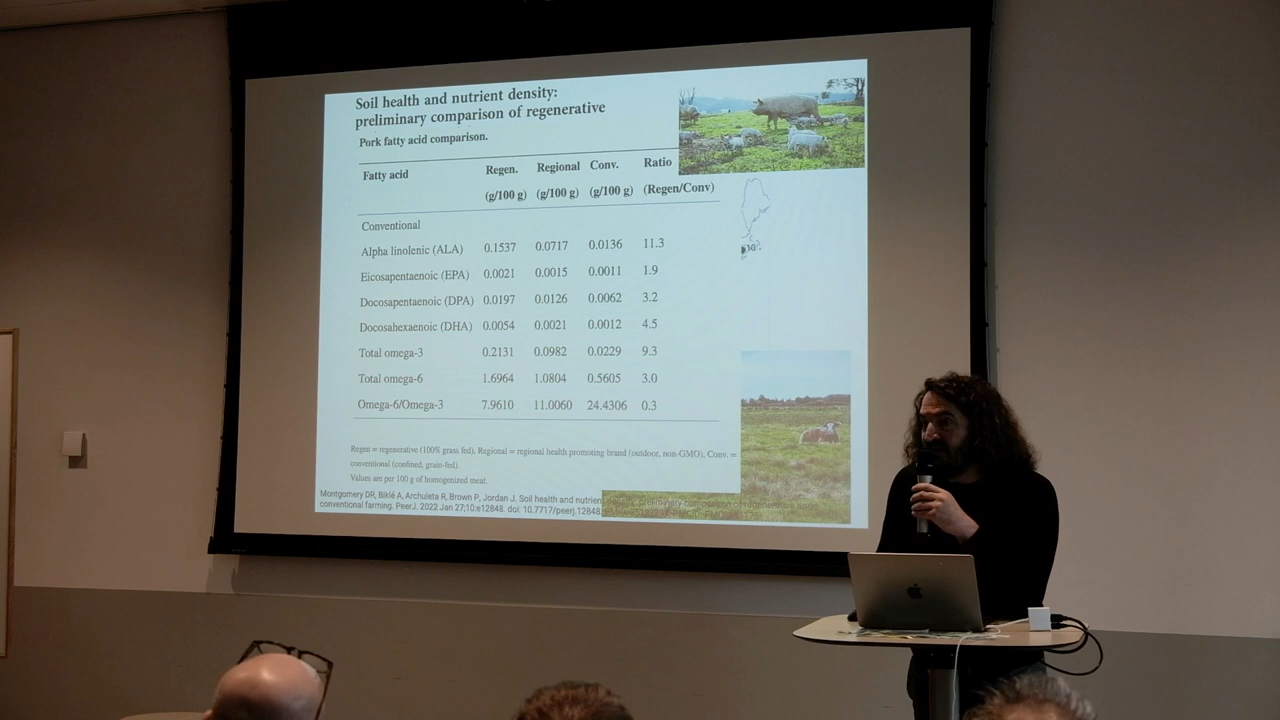 Soil health and nutrient density:
preliminary comparison of regenerative
Pork fatty acid comparison.
Fatty acid Regen. Regional Conv. Ratio
(g/100 g) (g/100 g) (g/100 g) (Regen/Conv)
Conventional
Alpha linolenic (ALA) 0.1537 0.0717 0.0136 11.3
Eicosapentaenoic (EPA) 0.0021 0.0015 0.0011 1.9
Docosapentaenoic (DPA) 0.0197 0.0126 0.0062 3.2
Docosahexaenoic (DHA) 0.0054 0.0021 0.0012 4.5
Total omega-3 0.2131 0.0982 0.0229 9.3
Total omega-6 1.6964 1.0804 0.5605 3.0
Omega-6/Omega-3 7.9610 11.0060 24.4306 0.3
Regen = regenerative (100% grass fed), Regional = regional health promoting brand (outdoor, non-GMO), Conv. =
conventional (confined, grain-fed).
Values are per 100 g of homogenized meat.
Montgomery DR, Biklé A, Archuleta R, Brown P, Jordan J. Soil health and nutrien
conventional farming. PeerJ. 2022 Jan 27;10:e12848. doi: 10.7717/peerj.12848.